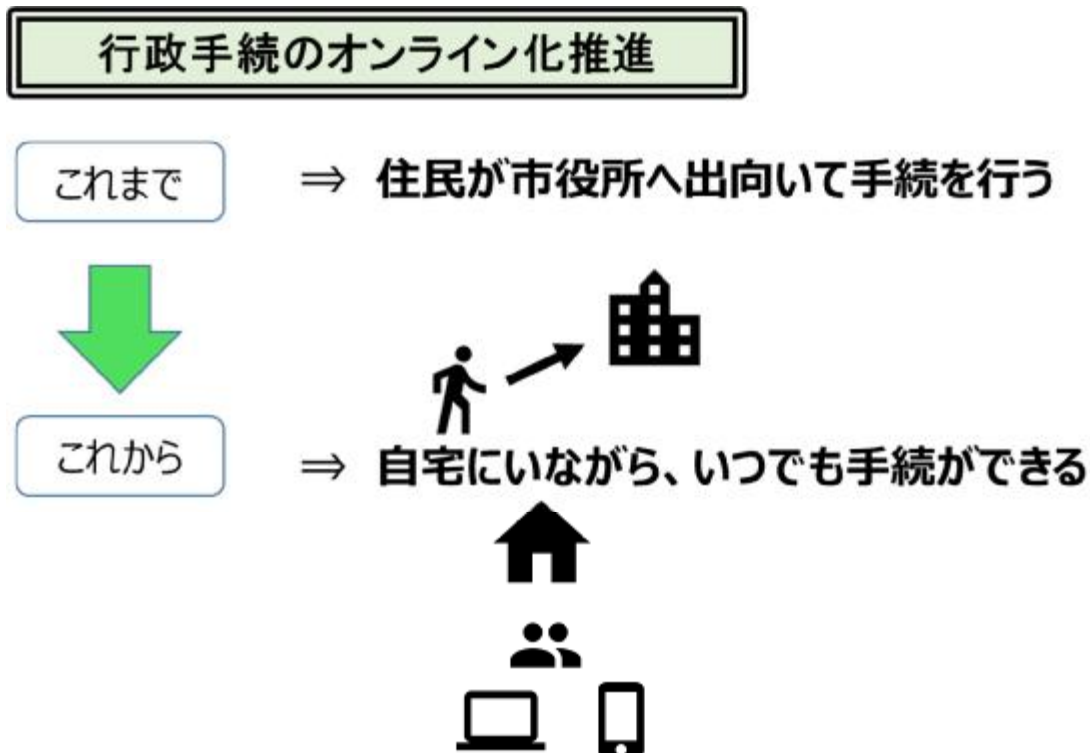 行政手続のオンライン化推進
これまで ⇒ 住民が市役所へ出向いて手続を行う
これから ⇒ 自宅にいながら、いつでも手続ができる